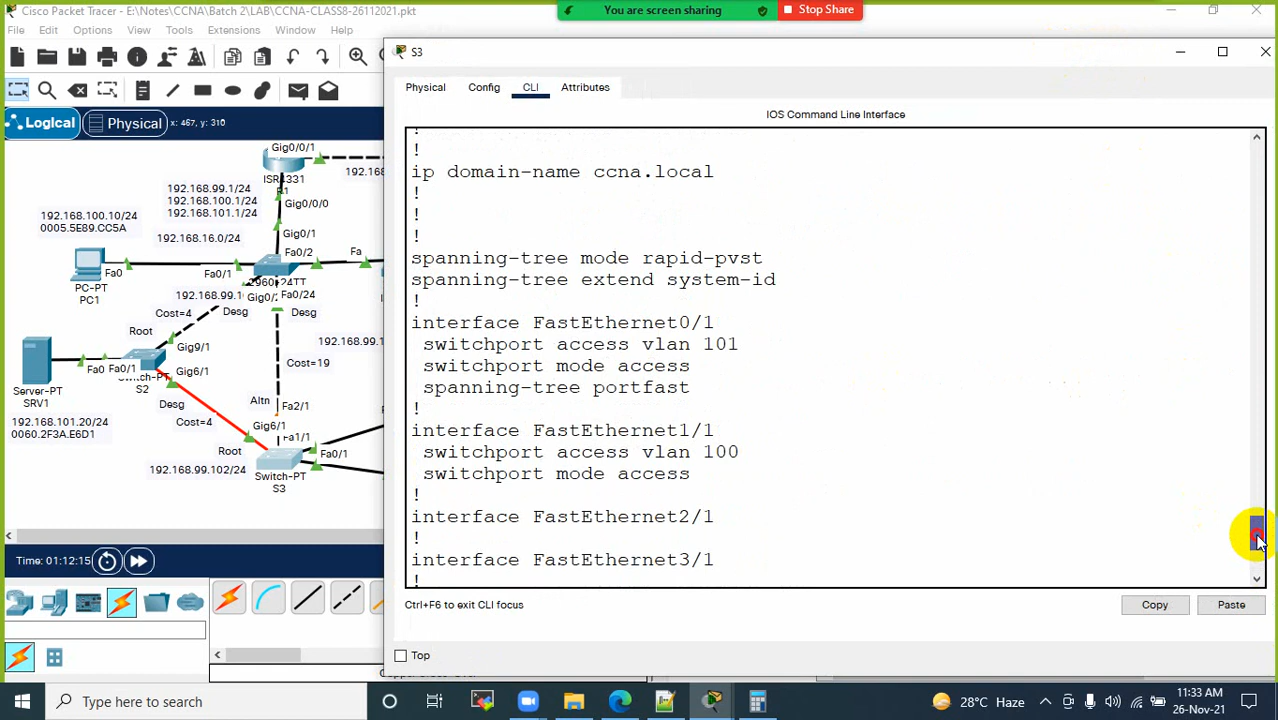 Cisco Packet Tracer - E:\Notes\CCNA\Batch 2\LAB\CCNA-CLASS8-26112021.pkt
You are screen sharing
Stop Share
File Edit Options View Tools Extensions Window Help
S3
Physical Config CLI Attributes
Logical Physical x: 467, y: 310
IOS Command Line Interface
Gig0/0/1
ISR4331
R1
192.168.99.1/24
192.168.100.1/24
192.168.101.1/24
Gig0/0/0
192.168.100.10/24
0005.5E89.CC5A
192.168.16.0/24
Gig0/1
Fa0/2
Fa0
Fa0/1
Fa
PC-PT
PC1
2960-24TT
Fa0/24
Desg
Desg
Cost=4
Root
Gig9/1
Cost=19
Fa0
Fa0/1
Switch-PT
S2
Gig6/1
Server-PT
SRV1
Desg
Altn
Fa2/1
Cost=4
Gig6/1
Fa1/1
192.168.101.20/24
0060.2F3A.E6D1
Root
Fa0/1
192.168.99.102/24
Switch-PT
S3
!
!
ip domain-name ccna.local
!
!
!
spanning-tree mode rapid-pvst
spanning-tree extend system-id
!
interface FastEthernet0/1
switchport access vlan 101
switchport mode access
spanning-tree portfast
!
interface FastEthernet1/1
switchport access vlan 100
switchport mode access
!
interface FastEthernet2/1
!
interface FastEthernet3/1
!
Ctrl+F6 to exit CLI focus
Copy Paste
Top
Time: 01:12:15
Type here to search
28°C Haze
11:33 AM
26-Nov-21